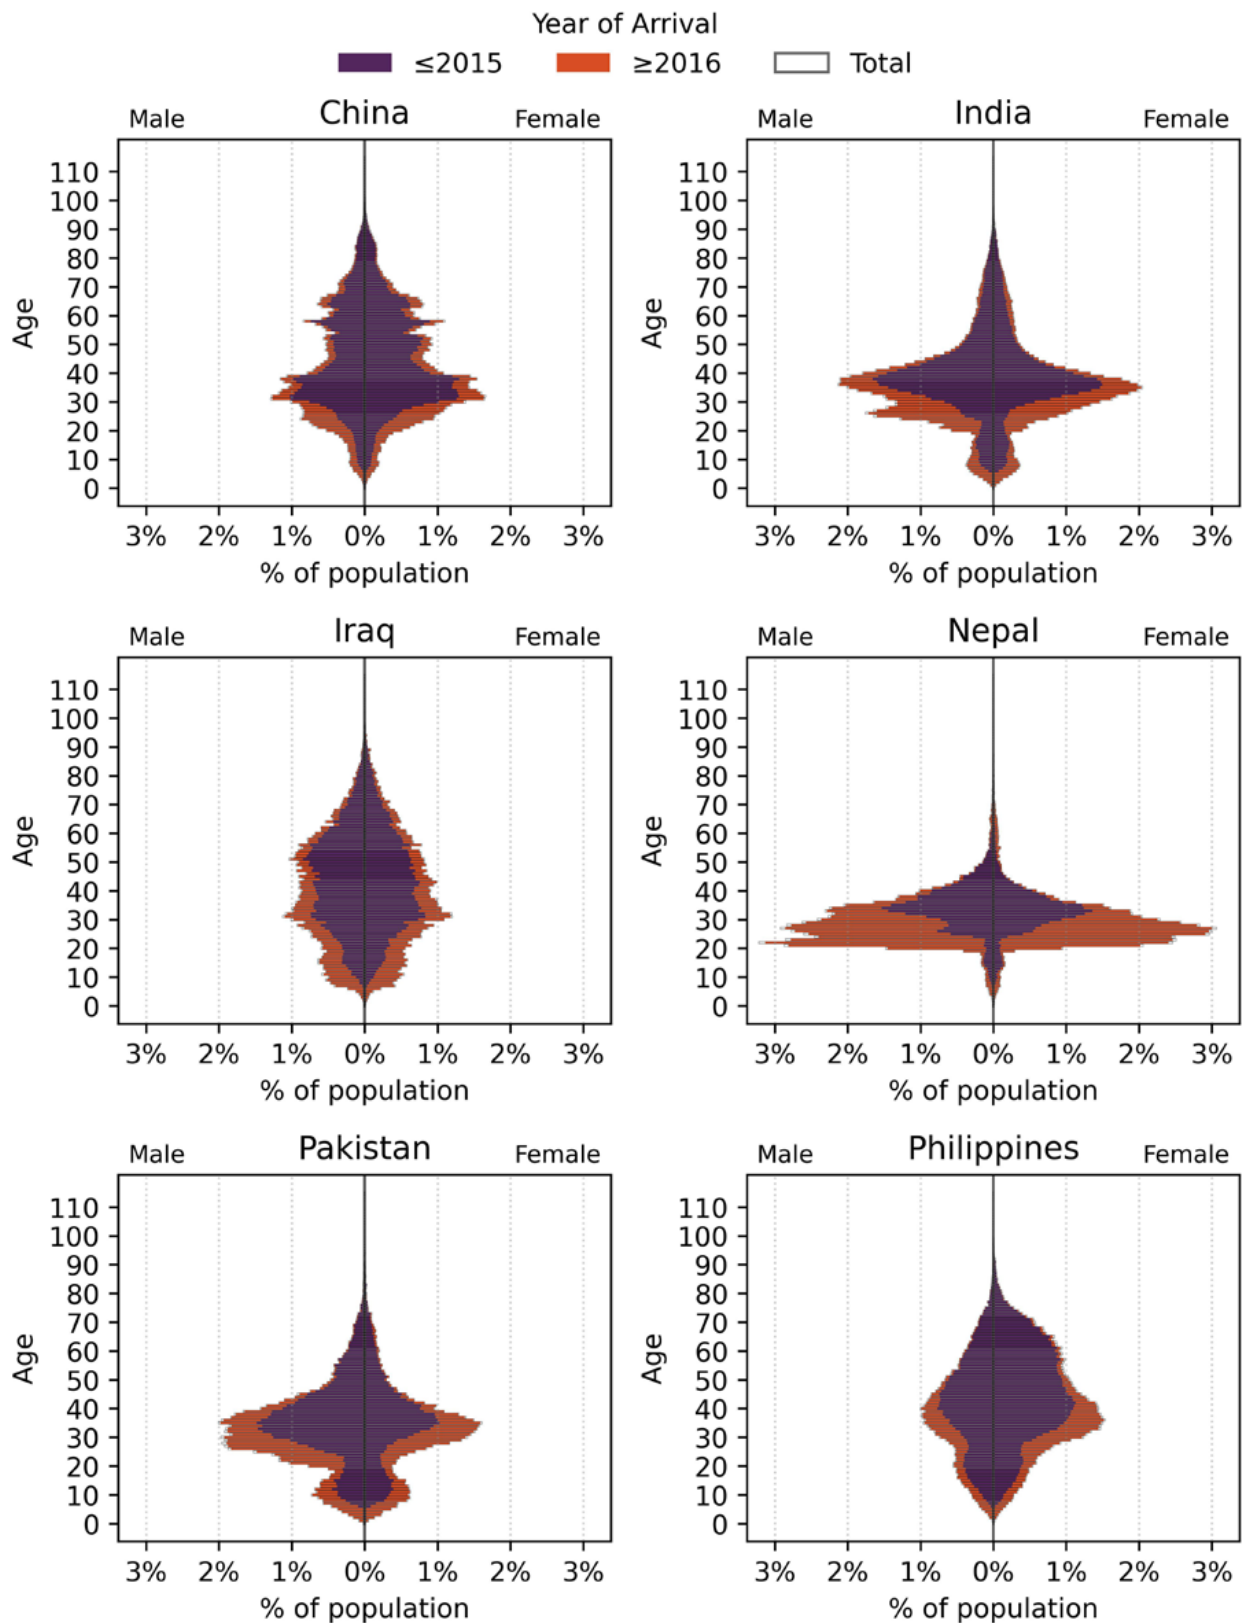 Year of Arrival
≤2015 ≥2016 Total
Male China Female
110
100
90
80
70
60
50
40
30
20
10
0
Age
3% 2% 1% 0% 1% 2% 3%
% of population
Male India Female
110
100
90
80
70
60
50
40
30
20
10
0
Age
3% 2% 1% 0% 1% 2% 3%
% of population
Male Iraq Female
110
100
90
80
70
60
50
40
30
20
10
0
Age
3% 2% 1% 0% 1% 2% 3%
% of population
Male Nepal Female
110
100
90
80
70
60
50
40
30
20
10
0
Age
3% 2% 1% 0% 1% 2% 3%
% of population
Male Pakistan Female
110
100
90
80
70
60
50
40
30
20
10
0
Age
3% 2% 1% 0% 1% 2% 3%
% of population
Male Philippines Female
110
100
90
80
70
60
50
40
30
20
10
0
Age
3% 2% 1% 0% 1% 2% 3%
% of population